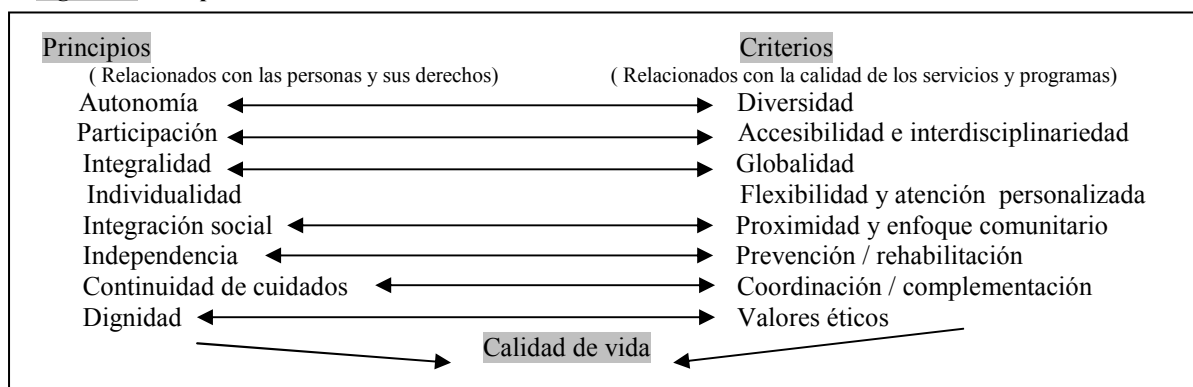 Principios Criterios
( Relacionados con las personas y sus derechos) ( Relacionados con la calidad de los servicios y programas)
Autonomía Diversidad
Participación Accesibilidad e interdisciplinariedad
Integralidad Globalidad
Individualidad Flexibilidad y atención personalizada
Integración social Proximidad y enfoque comunitario
Independencia Prevención / rehabilitación
Continuidad de cuidados Coordinación / complementación
Dignidad Valores éticos
Calidad de vida